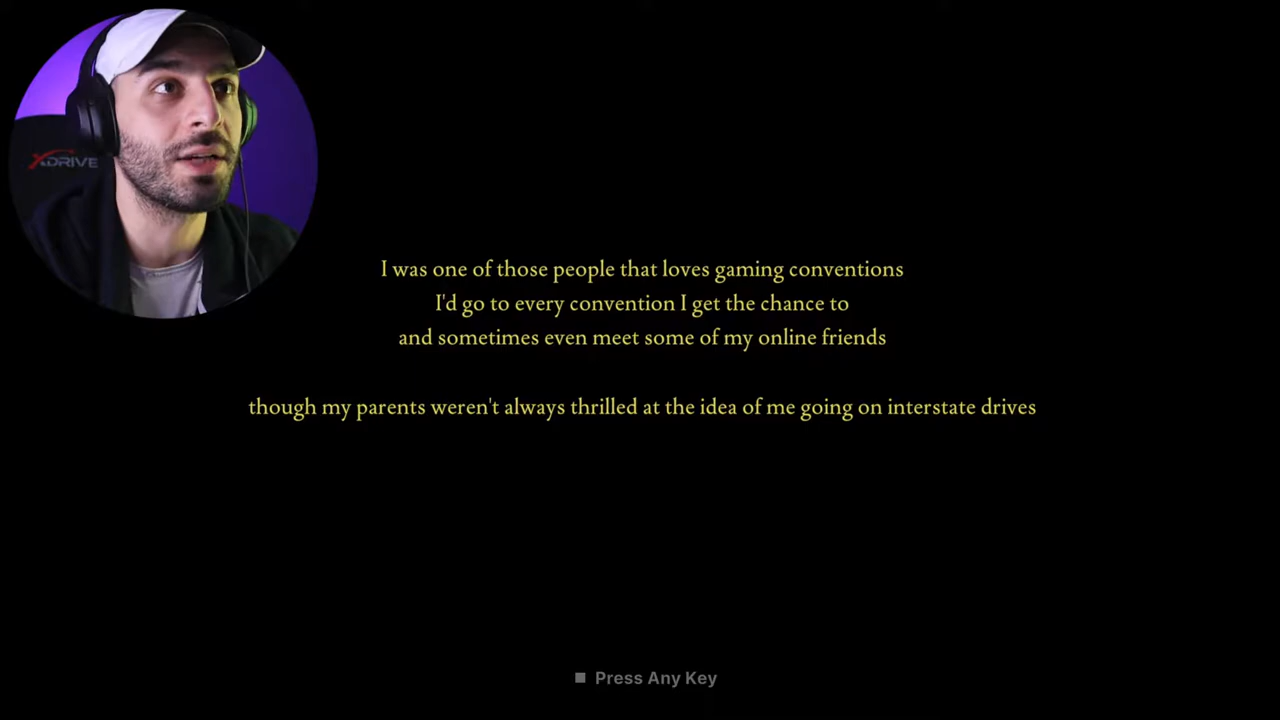 XDRIVE
I was one of those people that loves gaming conventions
I'd go to every convention I get the chance to
and sometimes even meet some of my online friends
though my parents weren't always thrilled at the idea of me going on interstate drives
Press Any Key